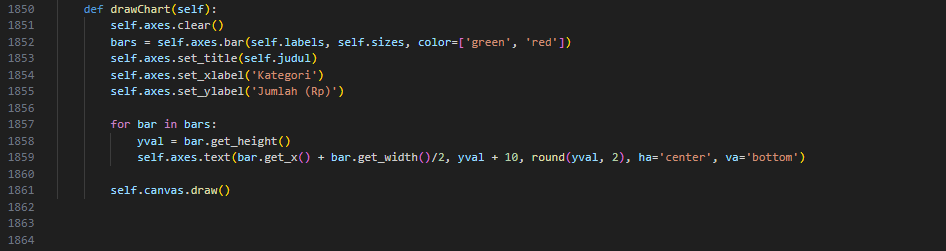 1850 def drawChart(self):
1851 self.axes.clear()
1852 bars = self.axes.bar(self.labels, self.sizes, color=['green', 'red'])
1853 self.axes.set_title(self.judul)
1854 self.axes.set_xlabel('Kategori')
1855 self.axes.set_ylabel('Jumlah (Rp)')
1856
1857 for bar in bars:
1858 yval = bar.get_height()
1859 self.axes.text(bar.get_x() + bar.get_width()/2, yval + 10, round(yval, 2), ha='center', va='bottom')
1860
1861 self.canvas.draw()
1862
1863
1864